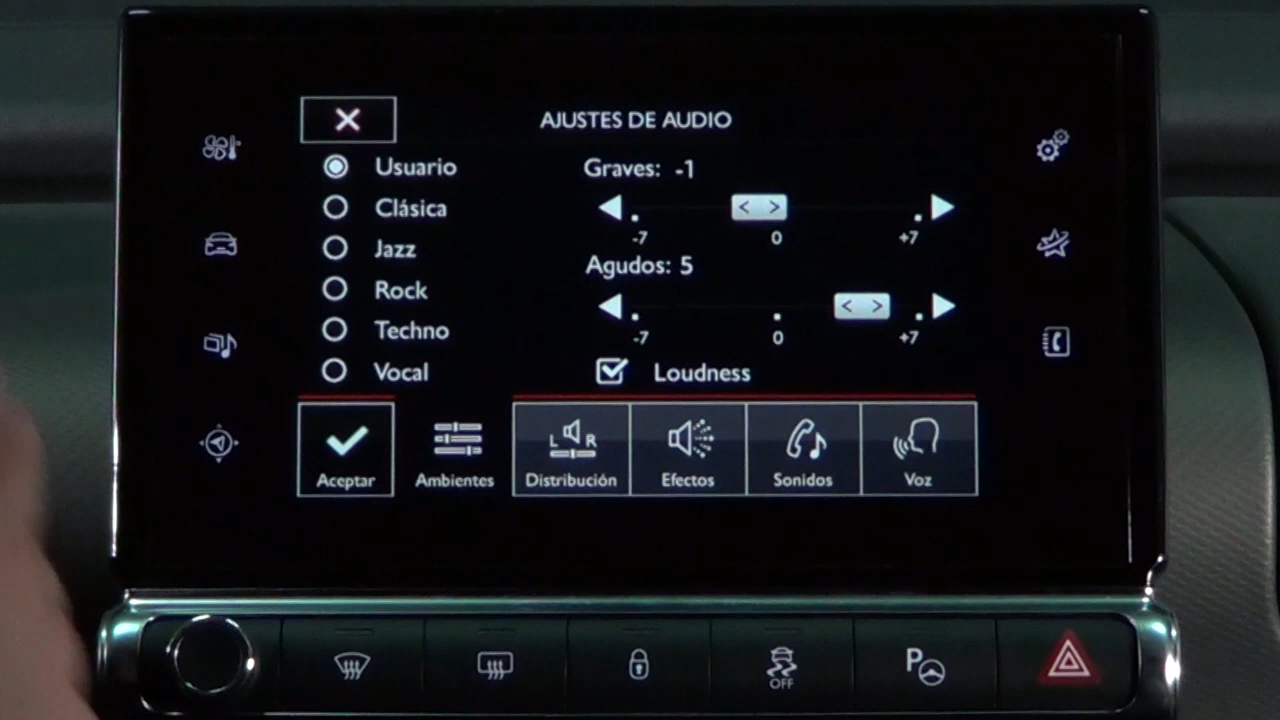 AJUSTES DE AUDIO
Usuario
Graves: -1
Clásica
-7 0 +7
Jazz
Agudos: 5
Rock
Techno
-7 0 +7
Vocal
Loudness
L R
Aceptar
Ambientes
Distribución
Efectos
Sonidos
Voz
OFF
P